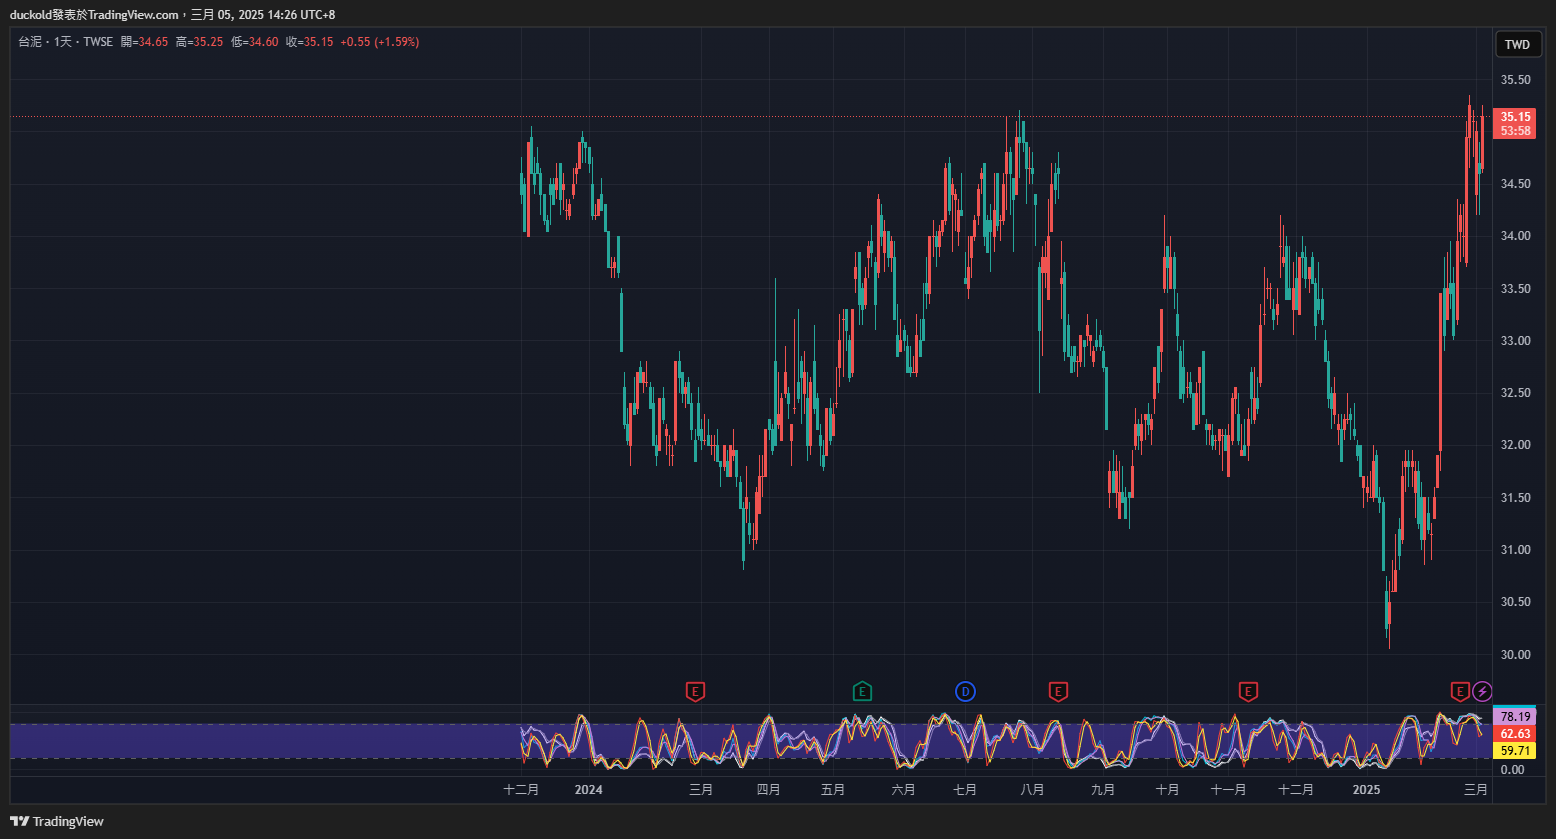 duckold發表於TradingView.com，三月 05, 2025 14:26 UTC+8
台泥 · 1天 · TWSE 開=34.65 高=35.25 低=34.60 收=35.15 +0.55 (+1.59%)
TWD
35.50
35.15
53:58
34.50
34.00
33.50
33.00
32.50
32.00
31.50
31.00
30.50
30.00
E E D E E E
78.19
62.63
59.71
0.00
十二月 2024 三月 四月 五月 六月 七月 八月 九月 十月 十一月 十二月 2025 三月
TradingView